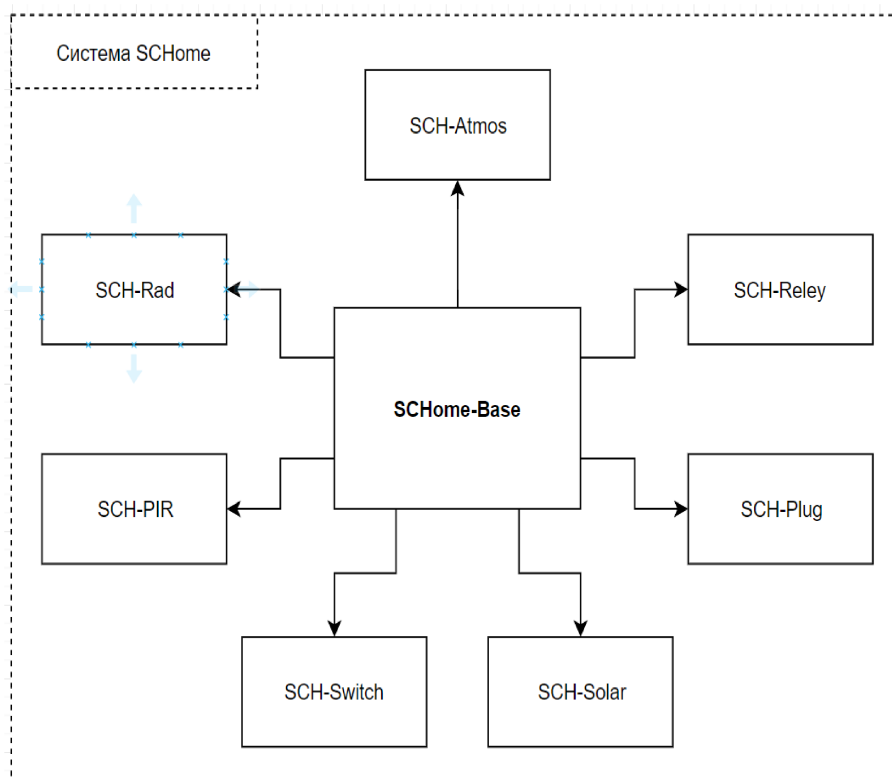 Система SCHome
SCH-Atmos
SCH-Rad
SCH-Reley
SCHome-Base
SCH-PIR
SCH-Plug
SCH-Switch
SCH-Solar